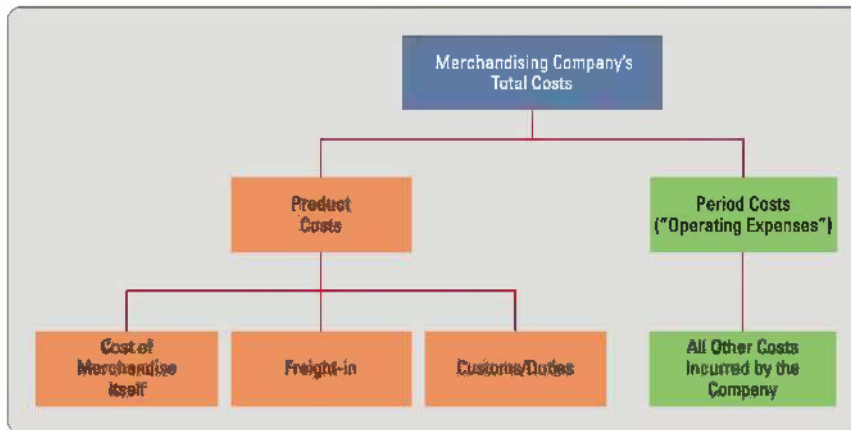 Merchandising Company's
Total Costs
Product
Costs
Period Costs
("Operating Expenses")
Cost of
Merchandise
Itself
Freight-in
Customs/Duties
All Other Costs
Incurred by the
Company